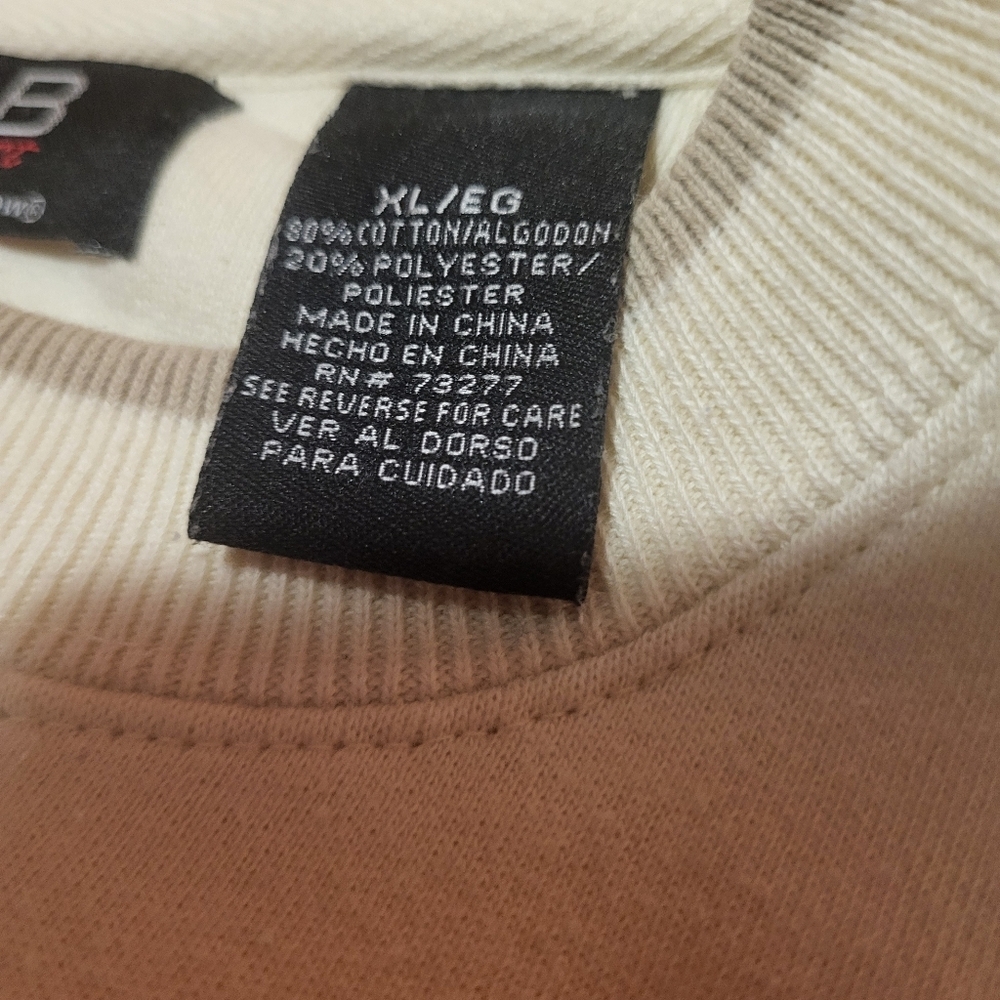 B
XL/EG
80% COTTON/ALGODON
20% POLYESTER/
POLIESTER
MADE IN CHINA
HECHO EN CHINA
RN# 73277
SEE REVERSE FOR CARE
VER AL DORSO
PARA CUIDADO